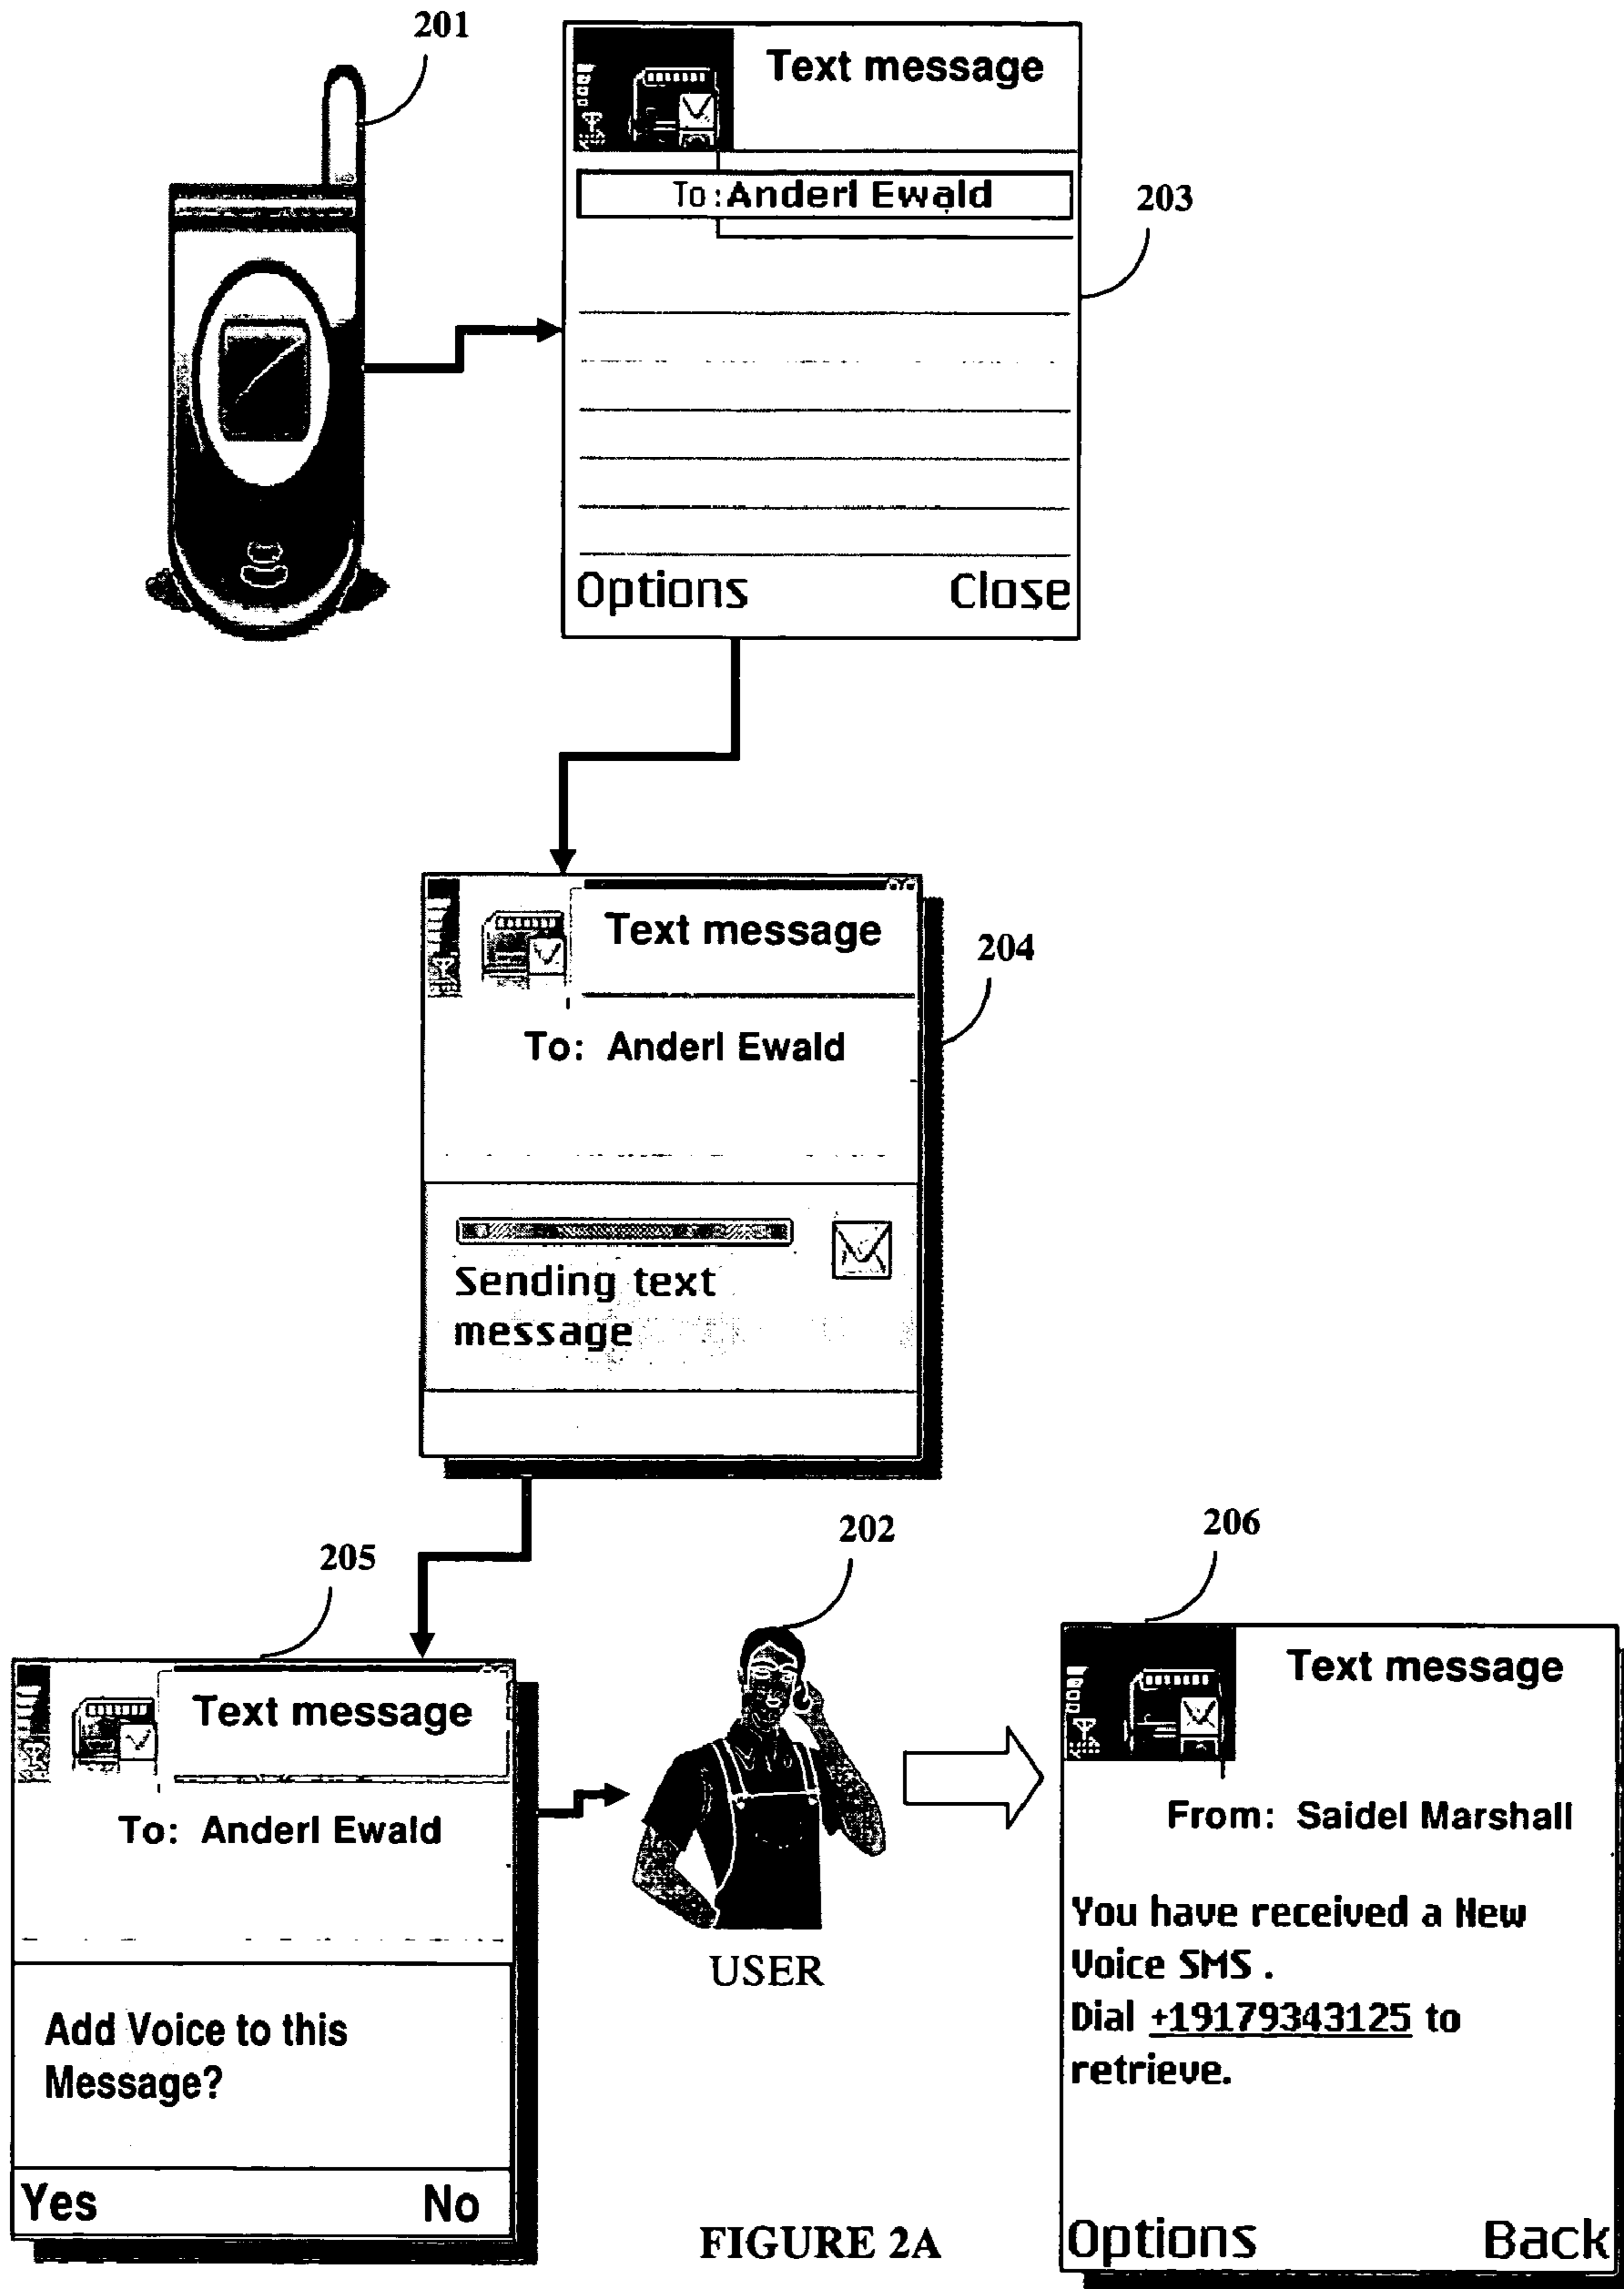 201
Text message
To: Anderl Ewald
203
Options Close
Text message
204
To: Anderl Ewald
Sending text
message
205
202
206
Text message
To: Anderl Ewald
Add Voice to this
Message?
Yes No
USER
Text message
From: Saidel Marshall
You have received a New
Voice SMS .
Dial +19179343125 to
retrieve.
Options Back
FIGURE 2A